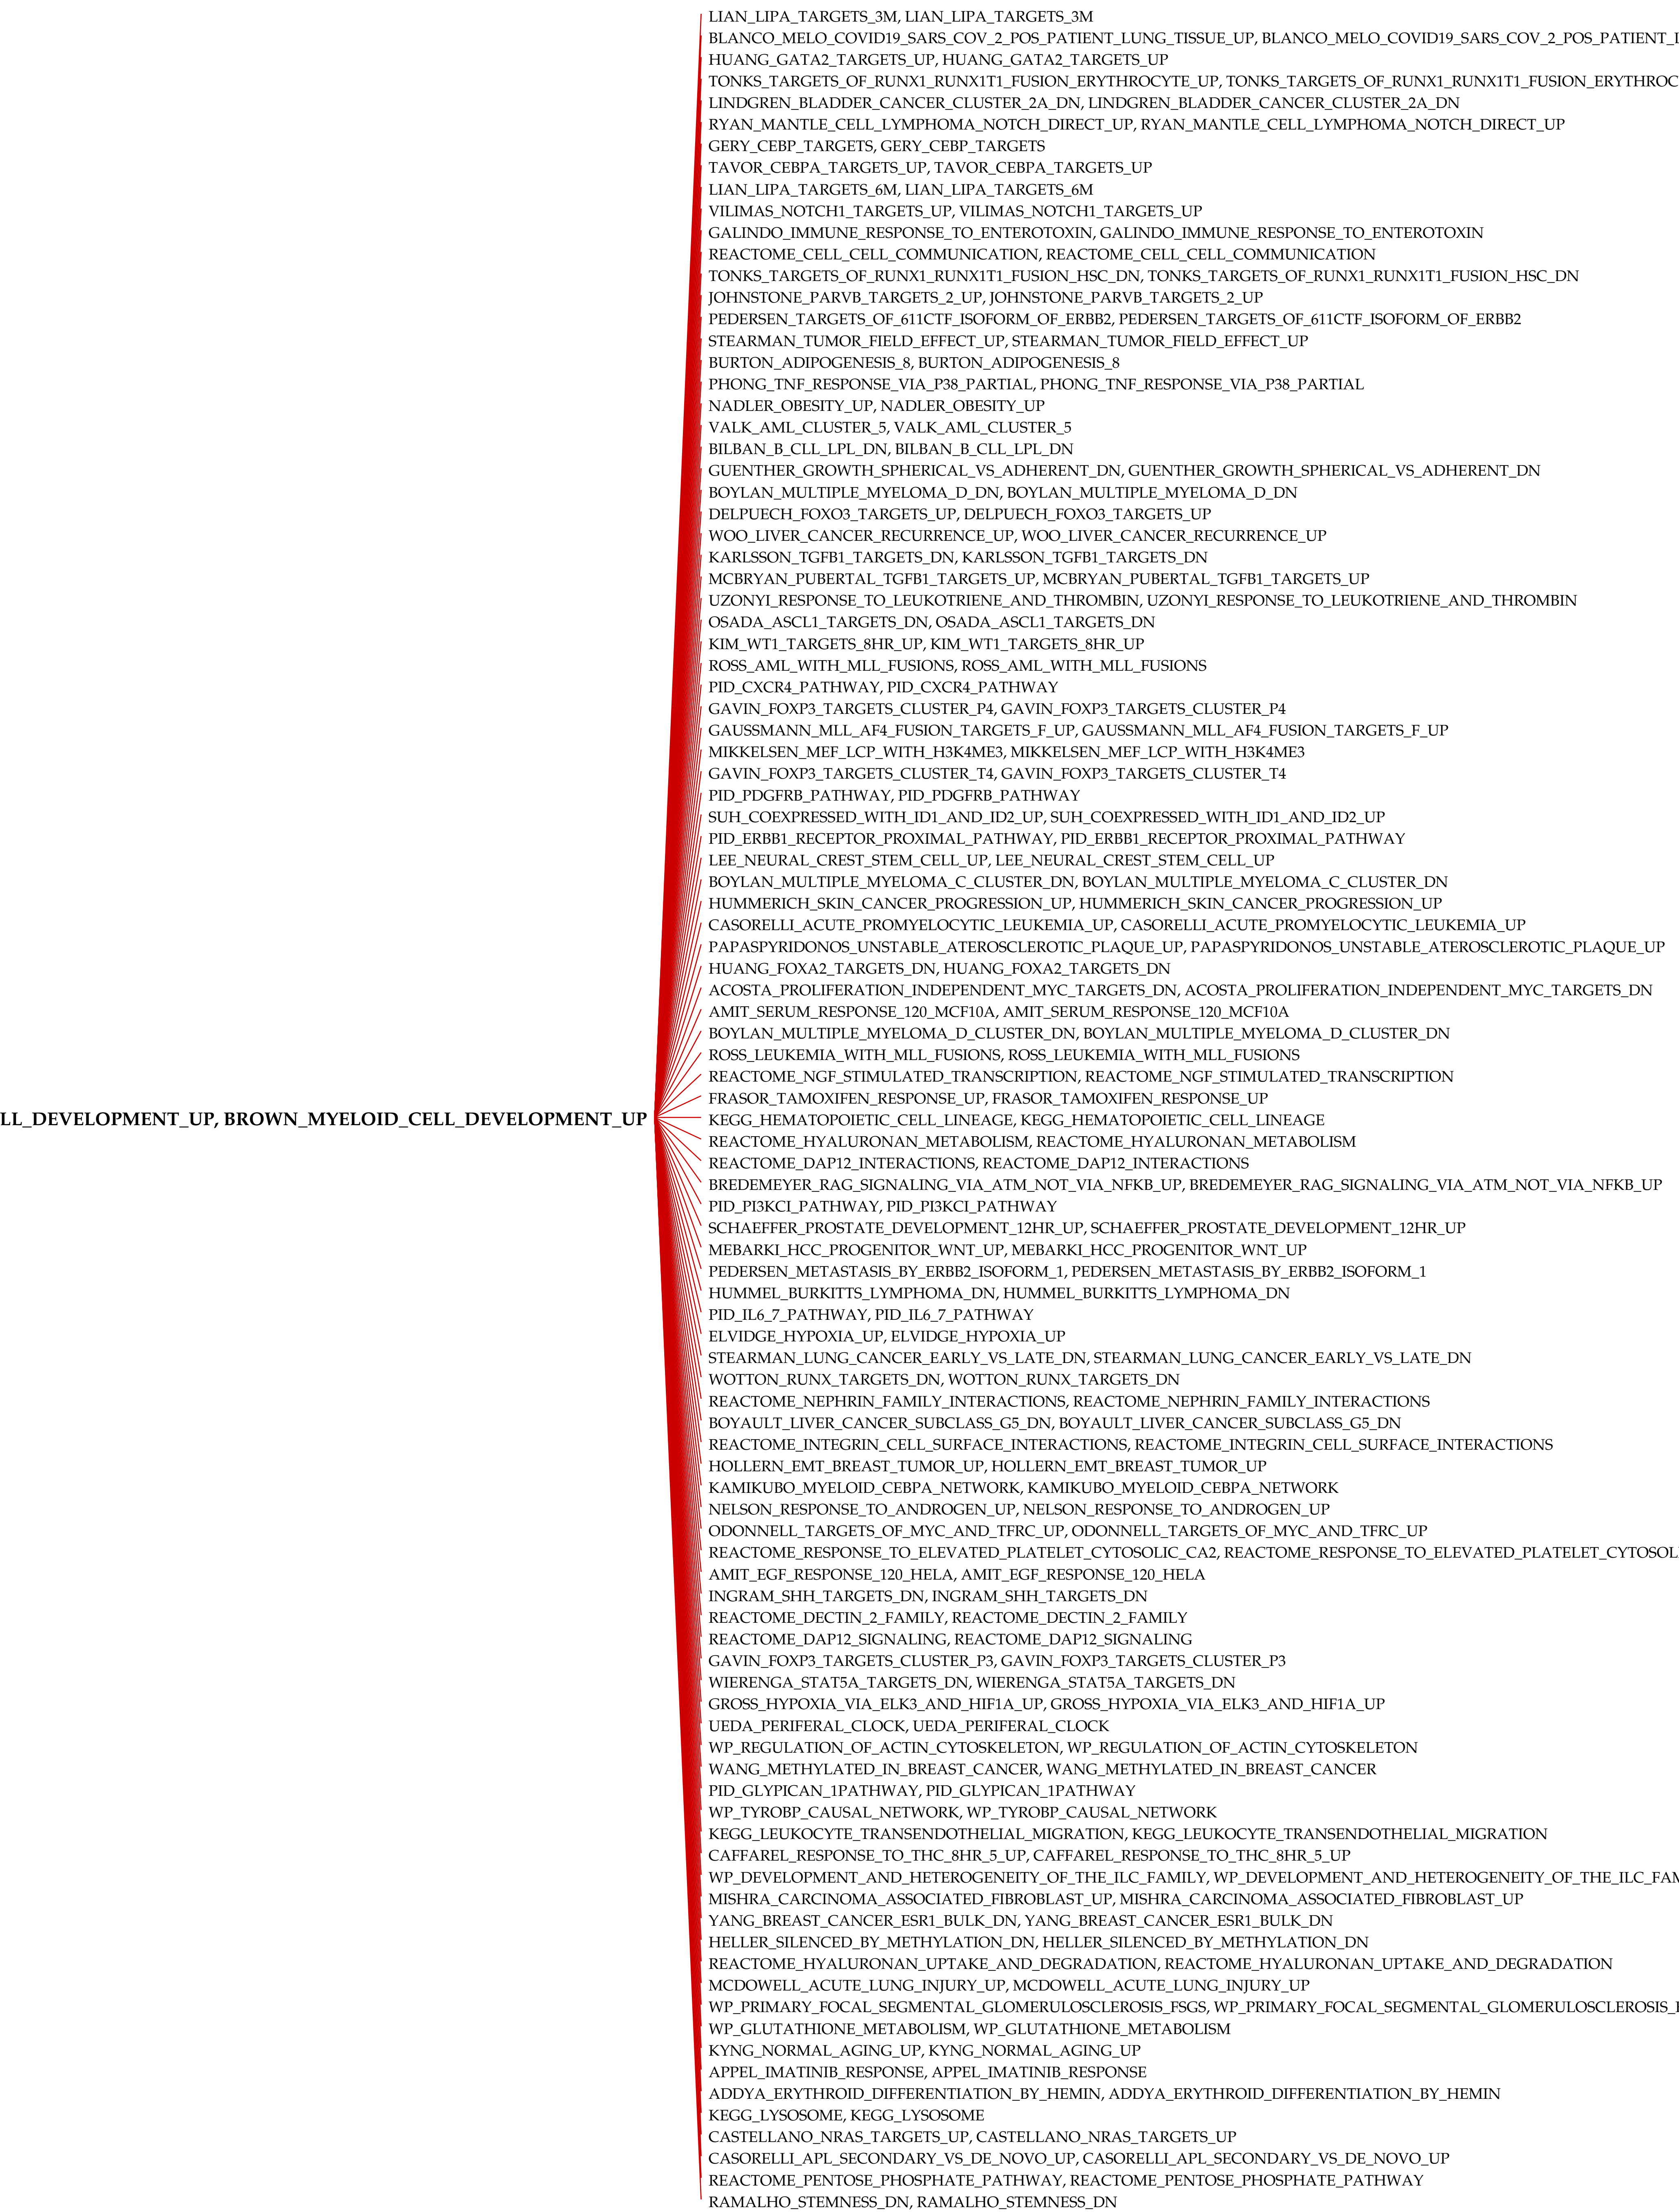 LIAN_LIPA_TARGETS_3M, LIAN_LIPA_TARGETS_3M
BLANCO_MELO_COVID19_SARS_COV_2_POS_PATIENT_LUNG_TISSUE_UP, BLANCO_MELO_COVID19_SARS_COV_2_POS_PATIENT_
HUANG_GATA2_TARGETS_UP, HUANG_GATA2_TARGETS_UP
TONKS_TARGETS_OF_RUNX1_RUNX1T1_FUSION_ERYTHROCYTE_UP, TONKS_TARGETS_OF_RUNX1_RUNX1T1_FUSION_ERYTHROC
LINDGREN_BLADDER_CANCER_CLUSTER_2A_DN, LINDGREN_BLADDER_CANCER_CLUSTER_2A_DN
RYAN_MANTLE_CELL_LYMPHOMA_NOTCH_DIRECT_UP, RYAN_MANTLE_CELL_LYMPHOMA_NOTCH_DIRECT_UP
GERY_CEBP_TARGETS, GERY_CEBP_TARGETS
TAVOR_CEBPA_TARGETS_UP, TAVOR_CEBPA_TARGETS_UP
LIAN_LIPA_TARGETS_6M, LIAN_LIPA_TARGETS_6M
VILIMAS_NOTCH1_TARGETS_UP, VILIMAS_NOTCH1_TARGETS_UP
GALINDO_IMMUNE_RESPONSE_TO_ENTEROTOXIN, GALINDO_IMMUNE_RESPONSE_TO_ENTEROTOXIN
REACTOME_CELL_CELL_COMMUNICATION, REACTOME_CELL_CELL_COMMUNICATION
TONKS_TARGETS_OF_RUNX1_RUNX1T1_FUSION_HSC_DN, TONKS_TARGETS_OF_RUNX1_RUNX1T1_FUSION_HSC_DN
JOHNSTONE_PARVB_TARGETS_2_UP, JOHNSTONE_PARVB_TARGETS_2_UP
PEDERSEN_TARGETS_OF_611CTF_ISOFORM_OF_ERBB2, PEDERSEN_TARGETS_OF_611CTF_ISOFORM_OF_ERBB2
STEARMAN_TUMOR_FIELD_EFFECT_UP, STEARMAN_TUMOR_FIELD_EFFECT_UP
BURTON_ADIPOGENESIS_8, BURTON_ADIPOGENESIS_8
PHONG_TNF_RESPONSE_VIA_P38_PARTIAL, PHONG_TNF_RESPONSE_VIA_P38_PARTIAL
NADLER_OBESITY_UP, NADLER_OBESITY_UP
VALK_AML_CLUSTER_5, VALK_AML_CLUSTER_5
BILBAN_B_CLL_LPL_DN, BILBAN_B_CLL_LPL_DN
GUENTHER_GROWTH_SPHERICAL_VS_ADHERENT_DN, GUENTHER_GROWTH_SPHERICAL_VS_ADHERENT_DN
BOYLAN_MULTIPLE_MYELOMA_D_DN, BOYLAN_MULTIPLE_MYELOMA_D_DN
DELPUECH_FOXO3_TARGETS_UP, DELPUECH_FOXO3_TARGETS_UP
WOO_LIVER_CANCER_RECURRENCE_UP, WOO_LIVER_CANCER_RECURRENCE_UP
KARLSSON_TGFB1_TARGETS_DN, KARLSSON_TGFB1_TARGETS_DN
MCBRYAN_PUBERTAL_TGFB1_TARGETS_UP, MCBRYAN_PUBERTAL_TGFB1_TARGETS_UP
UZONYI_RESPONSE_TO_LEUKOTRIENE_AND_THROMBIN, UZONYI_RESPONSE_TO_LEUKOTRIENE_AND_THROMBIN
OSADA_ASCL1_TARGETS_DN, OSADA_ASCL1_TARGETS_DN
KIM_WT1_TARGETS_8HR_UP, KIM_WT1_TARGETS_8HR_UP
ROSS_AML_WITH_MLL_FUSIONS, ROSS_AML_WITH_MLL_FUSIONS
PID_CXCR4_PATHWAY, PID_CXCR4_PATHWAY
GAVIN_FOXP3_TARGETS_CLUSTER_P4, GAVIN_FOXP3_TARGETS_CLUSTER_P4
GAUSSMANN_MLL_AF4_FUSION_TARGETS_F_UP, GAUSSMANN_MLL_AF4_FUSION_TARGETS_F_UP
MIKKELSEN_MEF_LCP_WITH_H3K4ME3, MIKKELSEN_MEF_LCP_WITH_H3K4ME3
GAVIN_FOXP3_TARGETS_CLUSTER_T4, GAVIN_FOXP3_TARGETS_CLUSTER_T4
PID_PDGFRB_PATHWAY, PID_PDGFRB_PATHWAY
SUH_COEXPRESSED_WITH_ID1_AND_ID2_UP, SUH_COEXPRESSED_WITH_ID1_AND_ID2_UP
PID_ERBB1_RECEPTOR_PROXIMAL_PATHWAY, PID_ERBB1_RECEPTOR_PROXIMAL_PATHWAY
LEE_NEURAL_CREST_STEM_CELL_UP, LEE_NEURAL_CREST_STEM_CELL_UP
BOYLAN_MULTIPLE_MYELOMA_C_CLUSTER_DN, BOYLAN_MULTIPLE_MYELOMA_C_CLUSTER_DN
HUMMERICH_SKIN_CANCER_PROGRESSION_UP, HUMMERICH_SKIN_CANCER_PROGRESSION_UP
CASORELLI_ACUTE_PROMYELOCYTIC_LEUKEMIA_UP, CASORELLI_ACUTE_PROMYELOCYTIC_LEUKEMIA_UP
PAPASPYRIDONOS_UNSTABLE_ATEROSCLEROTIC_PLAQUE_UP, PAPASPYRIDONOS_UNSTABLE_ATEROSCLEROTIC_PLAQUE_UP
HUANG_FOXA2_TARGETS_DN, HUANG_FOXA2_TARGETS_DN
ACOSTA_PROLIFERATION_INDEPENDENT_MYC_TARGETS_DN, ACOSTA_PROLIFERATION_INDEPENDENT_MYC_TARGETS_DN
AMIT_SERUM_RESPONSE_120_MCF10A, AMIT_SERUM_RESPONSE_120_MCF10A
BOYLAN_MULTIPLE_MYELOMA_D_CLUSTER_DN, BOYLAN_MULTIPLE_MYELOMA_D_CLUSTER_DN
ROSS_LEUKEMIA_WITH_MLL_FUSIONS, ROSS_LEUKEMIA_WITH_MLL_FUSIONS
REACTOME_NGF_STIMULATED_TRANSCRIPTION, REACTOME_NGF_STIMULATED_TRANSCRIPTION
FRASOR_TAMOXIFEN_RESPONSE_UP, FRASOR_TAMOXIFEN_RESPONSE_UP
LL_DEVELOPMENT_UP, BROWN_MYELOID_CELL_DEVELOPMENT_UP
KEGG_HEMATOPOIETIC_CELL_LINEAGE, KEGG_HEMATOPOIETIC_CELL_LINEAGE
REACTOME_HYALURONAN_METABOLISM, REACTOME_HYALURONAN_METABOLISM
REACTOME_DAP12_INTERACTIONS, REACTOME_DAP12_INTERACTIONS
BREDEMEYER_RAG_SIGNALING_VIA_ATM_NOT_VIA_NFKB_UP, BREDEMEYER_RAG_SIGNALING_VIA_ATM_NOT_VIA_NFKB_UP
PID_PI3KCI_PATHWAY, PID_PI3KCI_PATHWAY
SCHAEFFER_PROSTATE_DEVELOPMENT_12HR_UP, SCHAEFFER_PROSTATE_DEVELOPMENT_12HR_UP
MEBARKI_HCC_PROGENITOR_WNT_UP, MEBARKI_HCC_PROGENITOR_WNT_UP
PEDERSEN_METASTASIS_BY_ERBB2_ISOFORM_1, PEDERSEN_METASTASIS_BY_ERBB2_ISOFORM_1
HUMMEL_BURKITTS_LYMPHOMA_DN, HUMMEL_BURKITTS_LYMPHOMA_DN
PID_IL6_7_PATHWAY, PID_IL6_7_PATHWAY
ELVIDGE_HYPOXIA_UP, ELVIDGE_HYPOXIA_UP
STEARMAN_LUNG_CANCER_EARLY_VS_LATE_DN, STEARMAN_LUNG_CANCER_EARLY_VS_LATE_DN
WOTTON_RUNX_TARGETS_DN, WOTTON_RUNX_TARGETS_DN
REACTOME_NEPHRIN_FAMILY_INTERACTIONS, REACTOME_NEPHRIN_FAMILY_INTERACTIONS
BOYAULT_LIVER_CANCER_SUBCLASS_G5_DN, BOYAULT_LIVER_CANCER_SUBCLASS_G5_DN
REACTOME_INTEGRIN_CELL_SURFACE_INTERACTIONS, REACTOME_INTEGRIN_CELL_SURFACE_INTERACTIONS
HOLLERN_EMT_BREAST_TUMOR_UP, HOLLERN_EMT_BREAST_TUMOR_UP
KAMIKUBO_MYELOID_CEBPA_NETWORK, KAMIKUBO_MYELOID_CEBPA_NETWORK
NELSON_RESPONSE_TO_ANDROGEN_UP, NELSON_RESPONSE_TO_ANDROGEN_UP
ODONNELL_TARGETS_OF_MYC_AND_TFRC_UP, ODONNELL_TARGETS_OF_MYC_AND_TFRC_UP
REACTOME_RESPONSE_TO_ELEVATED_PLATELET_CYTOSOLIC_CA2, REACTOME_RESPONSE_TO_ELEVATED_PLATELET_CYTOSOL
AMIT_EGF_RESPONSE_120_HELA, AMIT_EGF_RESPONSE_120_HELA
INGRAM_SHH_TARGETS_DN, INGRAM_SHH_TARGETS_DN
REACTOME_DECTIN_2_FAMILY, REACTOME_DECTIN_2_FAMILY
REACTOME_DAP12_SIGNALING, REACTOME_DAP12_SIGNALING
GAVIN_FOXP3_TARGETS_CLUSTER_P3, GAVIN_FOXP3_TARGETS_CLUSTER_P3
WIERENGA_STAT5A_TARGETS_DN, WIERENGA_STAT5A_TARGETS_DN
GROSS_HYPOXIA_VIA_ELK3_AND_HIF1A_UP, GROSS_HYPOXIA_VIA_ELK3_AND_HIF1A_UP
UEDA_PERIFERAL_CLOCK, UEDA_PERIFERAL_CLOCK
WP_REGULATION_OF_ACTIN_CYTOSKELETON, WP_REGULATION_OF_ACTIN_CYTOSKELETON
WANG_METHYLATED_IN_BREAST_CANCER, WANG_METHYLATED_IN_BREAST_CANCER
PID_GLYPICAN_1PATHWAY, PID_GLYPICAN_1PATHWAY
WP_TYROBP_CAUSAL_NETWORK, WP_TYROBP_CAUSAL_NETWORK
KEGG_LEUKOCYTE_TRANSENDOTHELIAL_MIGRATION, KEGG_LEUKOCYTE_TRANSENDOTHELIAL_MIGRATION
CAFFAREL_RESPONSE_TO_THC_8HR_5_UP, CAFFAREL_RESPONSE_TO_THC_8HR_5_UP
WP_DEVELOPMENT_AND_HETEROGENEITY_OF_THE_ILC_FAMILY, WP_DEVELOPMENT_AND_HETEROGENEITY_OF_THE_ILC_FAM
MISHRA_CARCINOMA_ASSOCIATED_FIBROBLAST_UP, MISHRA_CARCINOMA_ASSOCIATED_FIBROBLAST_UP
YANG_BREAST_CANCER_ESR1_BULK_DN, YANG_BREAST_CANCER_ESR1_BULK_DN
HELLER_SILENCED_BY_METHYLATION_DN, HELLER_SILENCED_BY_METHYLATION_DN
REACTOME_HYALURONAN_UPTAKE_AND_DEGRADATION, REACTOME_HYALURONAN_UPTAKE_AND_DEGRADATION
MCDOWELL_ACUTE_LUNG_INJURY_UP, MCDOWELL_ACUTE_LUNG_INJURY_UP
WP_PRIMARY_FOCAL_SEGMENTAL_GLOMERULOSCLEROSIS_FSGS, WP_PRIMARY_FOCAL_SEGMENTAL_GLOMERULOSCLEROSIS_
WP_GLUTATHIONE_METABOLISM, WP_GLUTATHIONE_METABOLISM
KYNG_NORMAL_AGING_UP, KYNG_NORMAL_AGING_UP
APPEL_IMATINIB_RESPONSE, APPEL_IMATINIB_RESPONSE
ADDYA_ERYTHROID_DIFFERENTIATION_BY_HEMIN, ADDYA_ERYTHROID_DIFFERENTIATION_BY_HEMIN
KEGG_LYSOSOME, KEGG_LYSOSOME
CASTELLANO_NRAS_TARGETS_UP, CASTELLANO_NRAS_TARGETS_UP
CASORELLI_APL_SECONDARY_VS_DE_NOVO_UP, CASORELLI_APL_SECONDARY_VS_DE_NOVO_UP
REACTOME_PENTOSE_PHOSPHATE_PATHWAY, REACTOME_PENTOSE_PHOSPHATE_PATHWAY
RAMALHO_STEMNESS_DN, RAMALHO_STEMNESS_DN